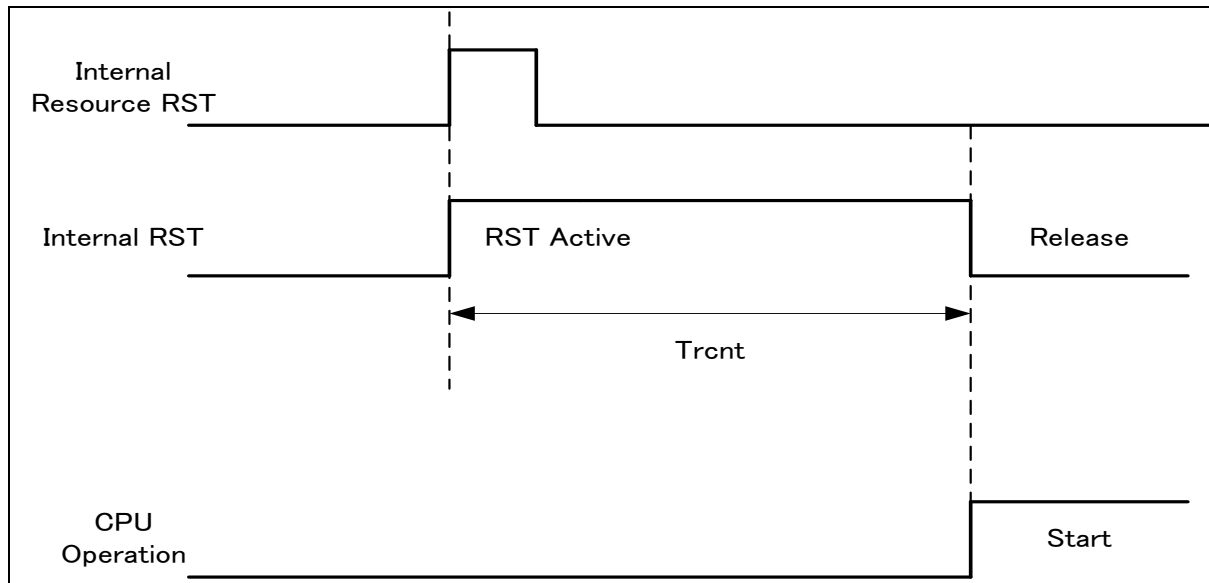 Internal
Resource RST
Internal RST
RST Active
Release
Trcnt
CPU
Operation
Start